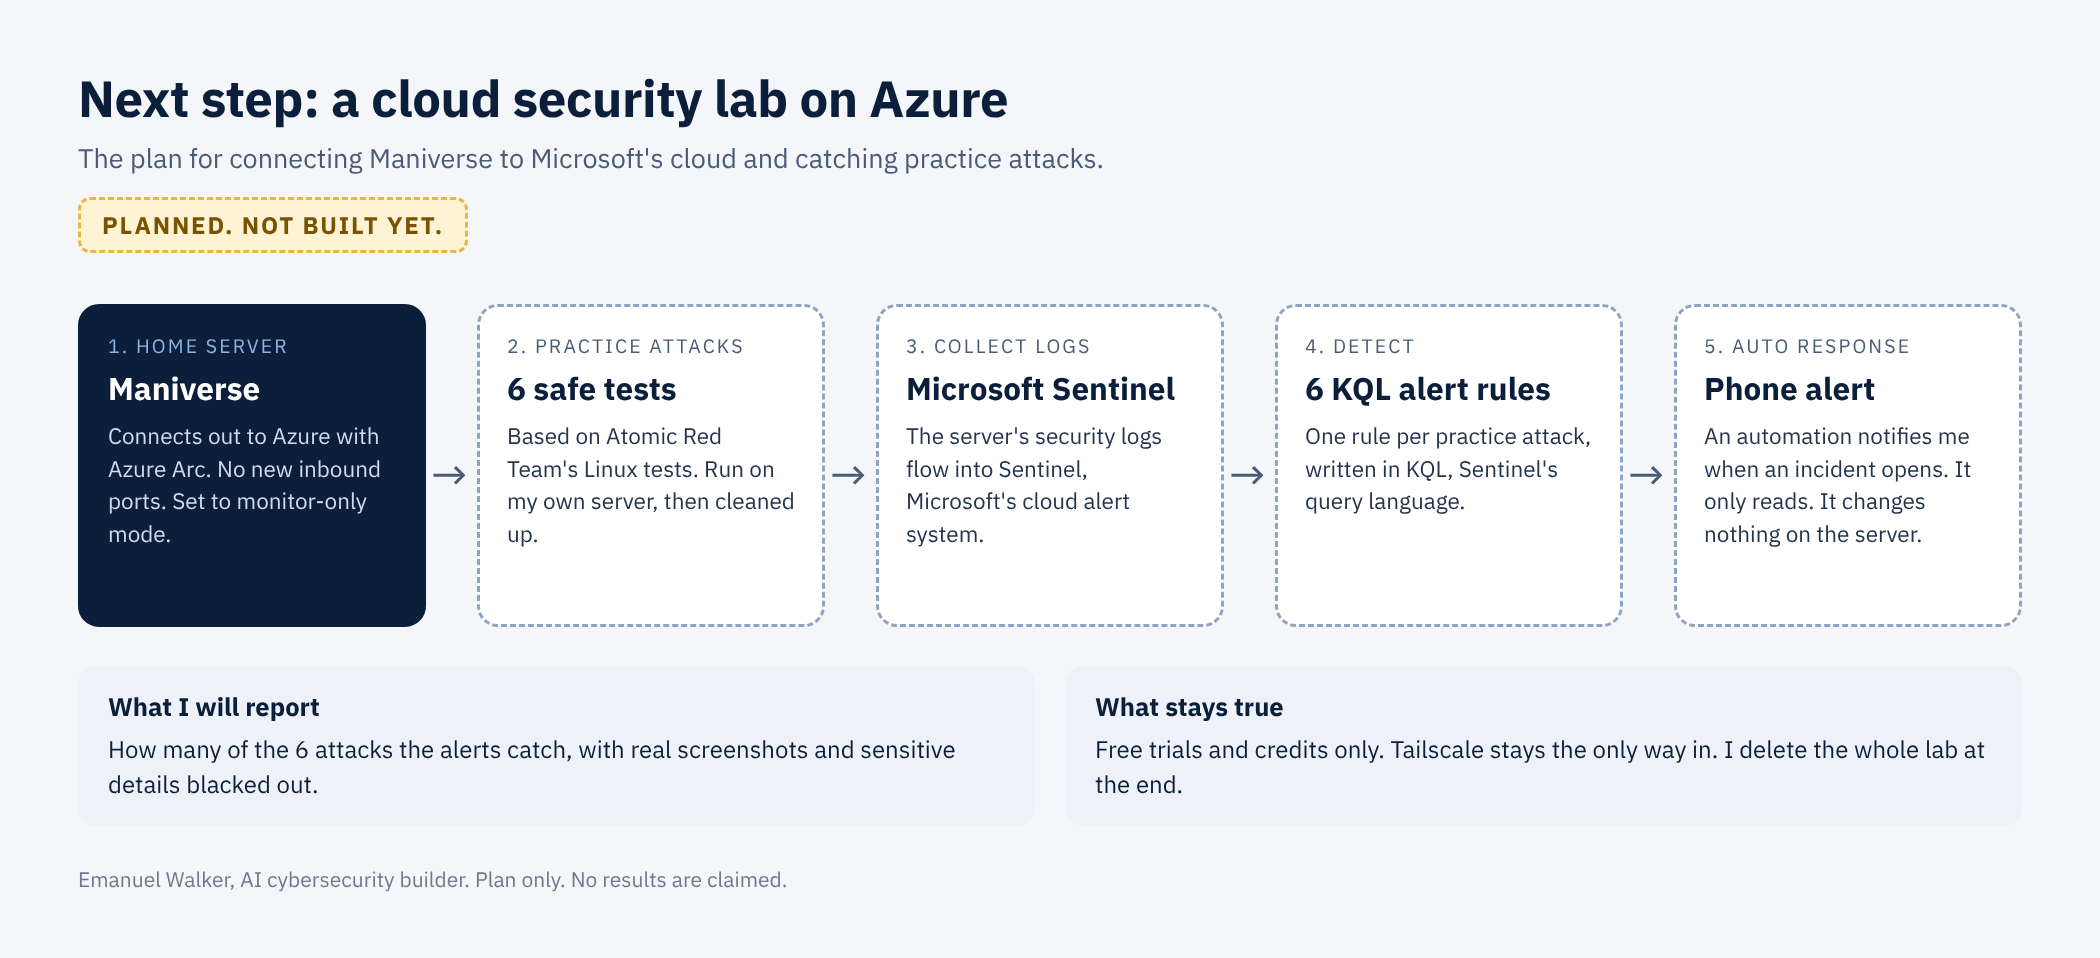 Next step: a cloud security lab on Azure
The plan for connecting Maniverse to Microsoft's cloud and catching practice attacks.
PLANNED. NOT BUILT YET.
1. HOME SERVER
Maniverse
Connects out to Azure with
Azure Arc. No new inbound
ports. Set to monitor-only
mode.
→
2. PRACTICE ATTACKS
6 safe tests
Based on Atomic Red
Team's Linux tests. Run on
my own server, then cleaned
up.
→
3. COLLECT LOGS
Microsoft Sentinel
The server's security logs
flow into Sentinel,
Microsoft's cloud alert
system.
→
4. DETECT
6 KQL alert rules
One rule per practice attack,
written in KQL, Sentinel's
query language.
→
5. AUTO RESPONSE
Phone alert
An automation notifies me
when an incident opens. It
only reads. It changes
nothing on the server.
What I will report
How many of the 6 attacks the alerts catch, with real screenshots and sensitive
details blacked out.
What stays true
Free trials and credits only. Tailscale stays the only way in. I delete the whole lab at
the end.
Emanuel Walker, AI cybersecurity builder. Plan only. No results are claimed.